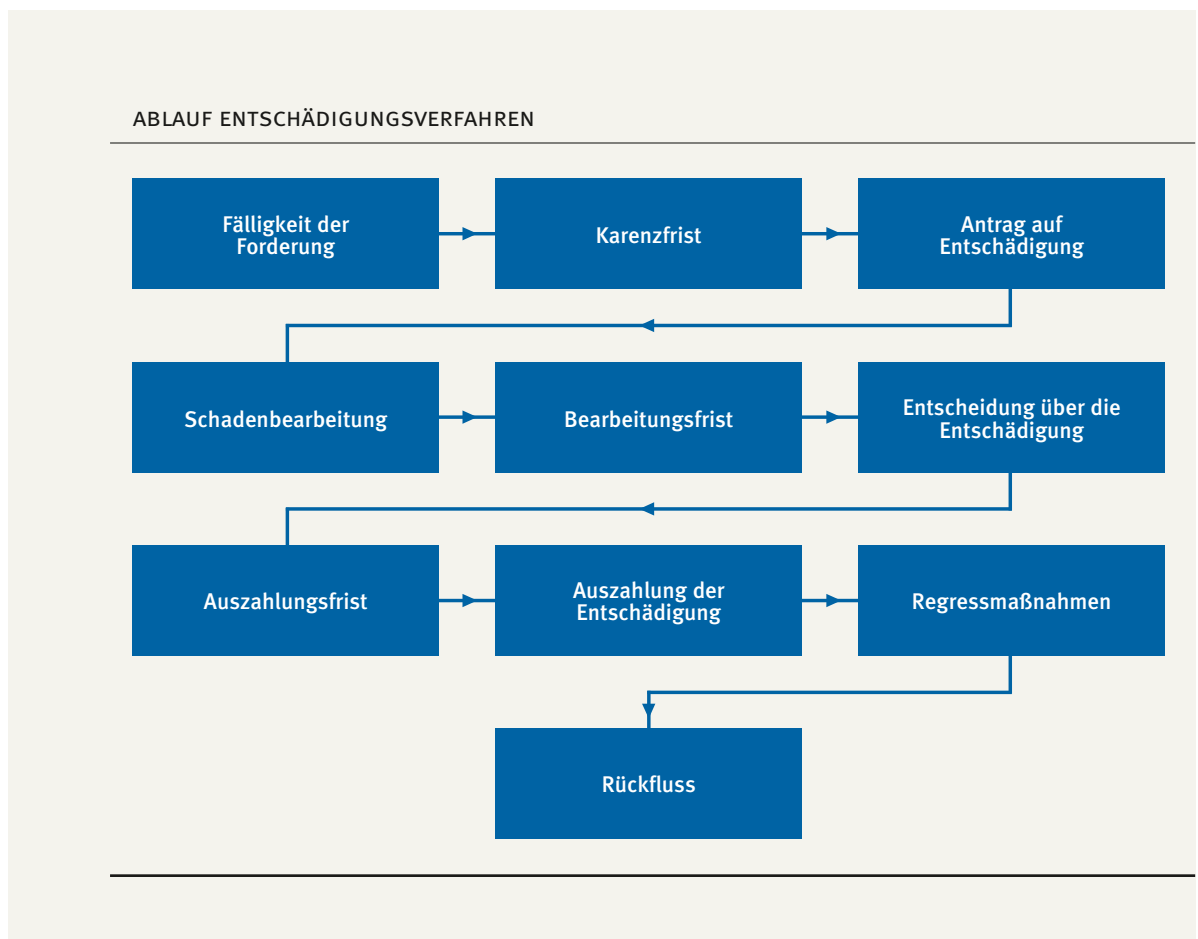 ABLAUF ENTSCHÄDIGUNGSVERFAHREN
Fälligkeit der
Forderung
Karenzfrist
Antrag auf
Entschädigung
Schadenbearbeitung
Bearbeitungsfrist
Entscheidung über die
Entschädigung
Auszahlungsfrist
Auszahlung der
Entschädigung
Regressmaßnahmen
Rückfluss